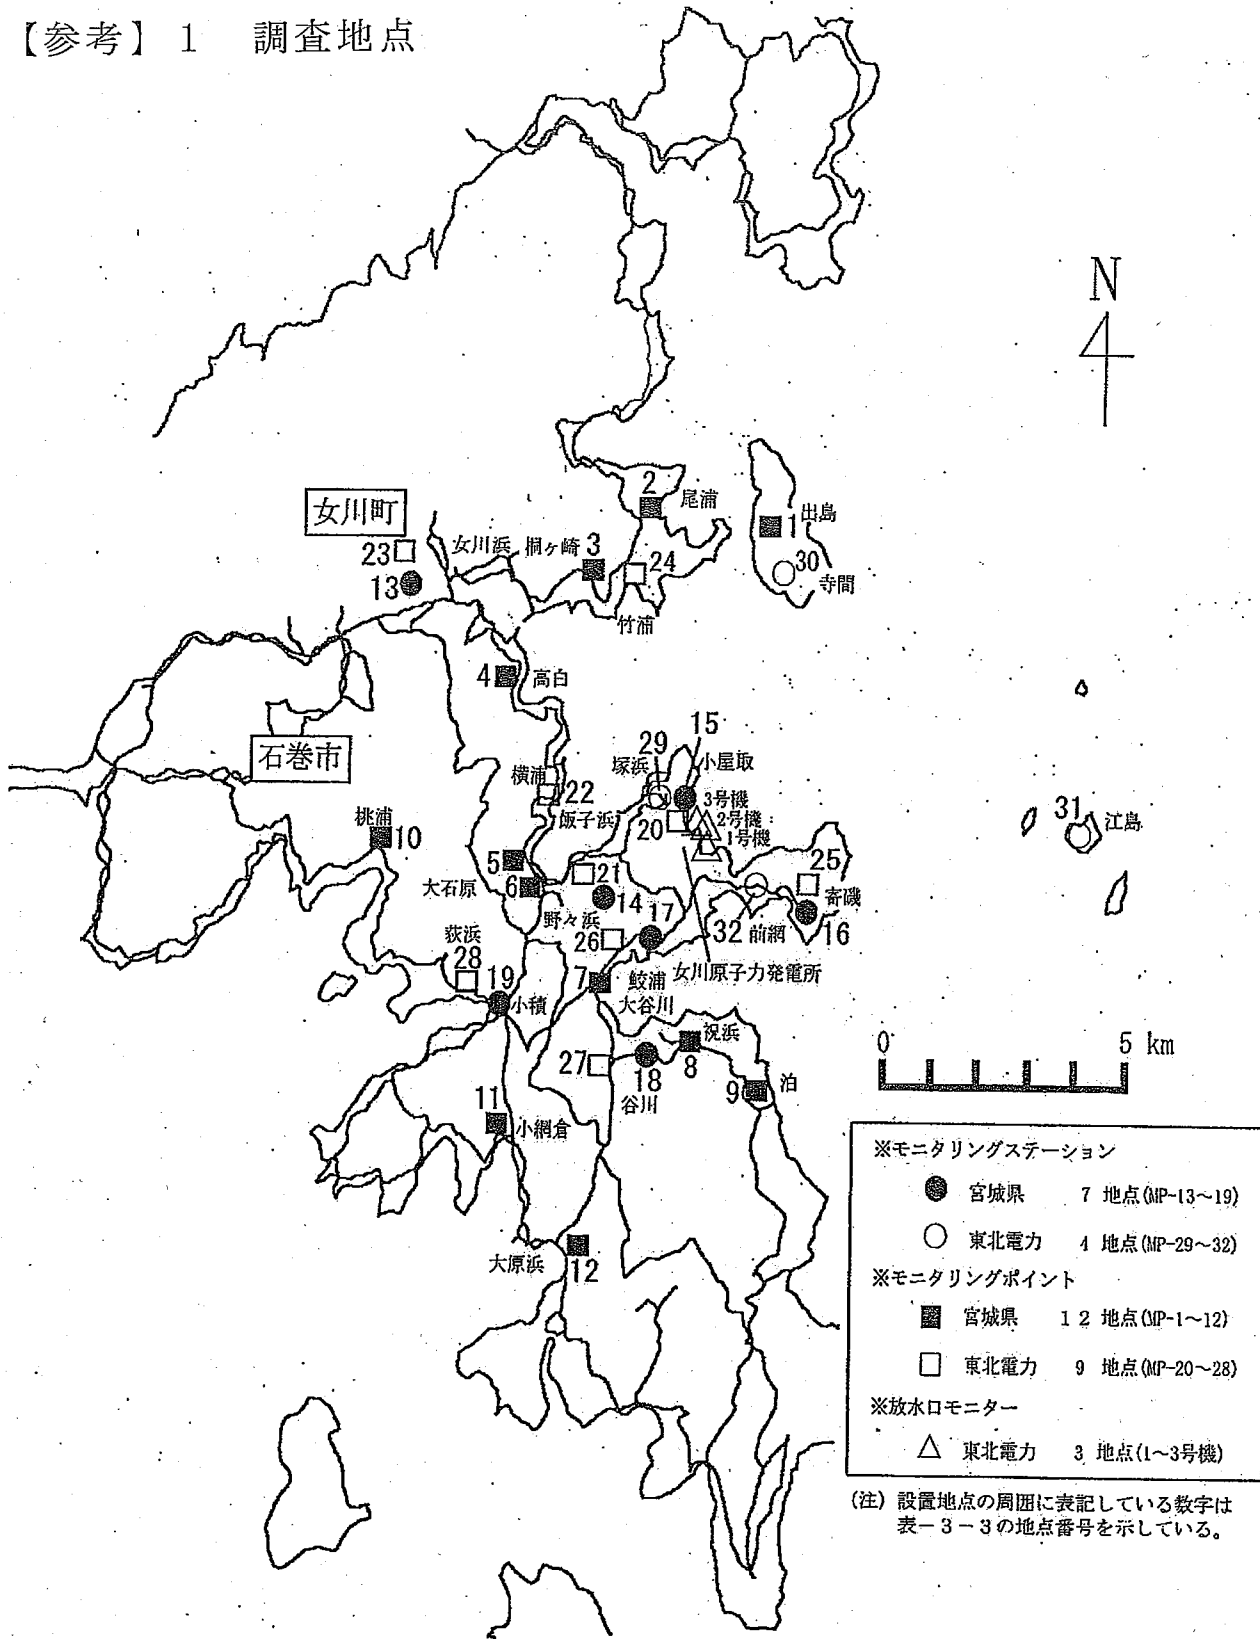 【参考】 1　調査地点
N
2
尾浦
女川町
1
出島
23
女川浜
桐ヶ崎
3
24
30
13
寺間
竹浦
4
高白
15
29
小屋取
石巻市
塚浜
横浦
22
3号機
31
江島
桃浦
飯子浜
20
2号機
10
1号機
5
25
21
大石原
6
寄磯
14
17
野々浜
荻浜
26
32
前網
16
28
19
7
鮫浦
女川原子力発電所
小積
大谷川
祝浜
0
5 km
27
18
8
9
泊
谷川
11
小網倉
※モニタリングステーション
宮城県 7 地点(MP-13～19)
東北電力 4 地点(MP-29～32)
大原浜
12
※モニタリングポイント
宮城県 12 地点(MP-1～12)
東北電力 9 地点(MP-20～28)
※放水口モニター
東北電力 3 地点(1～3号機)
(注) 設置地点の周囲に表記している数字は
表－3－3の地点番号を示している。